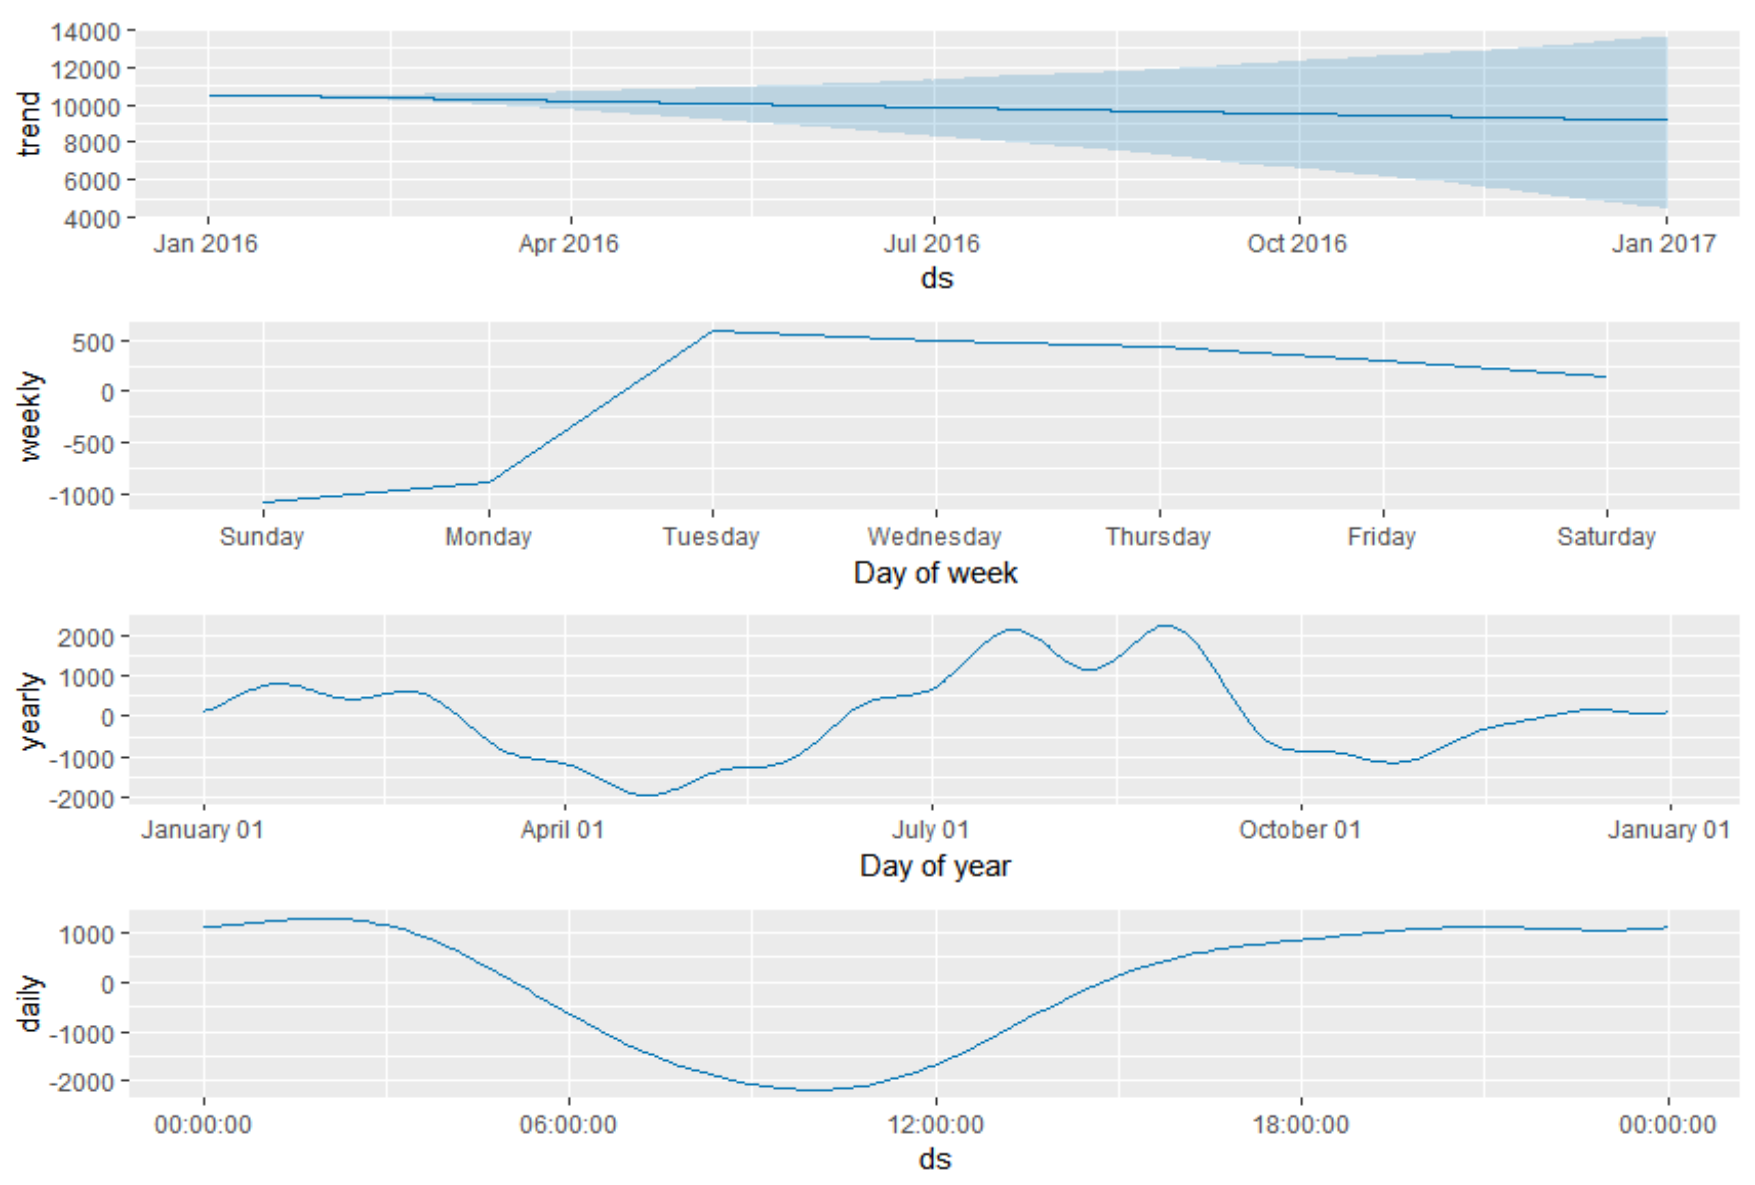 14000
12000
10000
8000
6000
4000
trend
Jan 2016 Apr 2016 Jul 2016 Oct 2016 Jan 2017
ds
500
0
-500
-1000
weekly
Sunday Monday Tuesday Wednesday Thursday Friday Saturday
Day of week
2000
1000
0
-1000
-2000
yearly
January 01 April 01 July 01 October 01 January 01
Day of year
1000
0
-1000
-2000
daily
00:00:00 06:00:00 12:00:00 18:00:00 00:00:00
ds